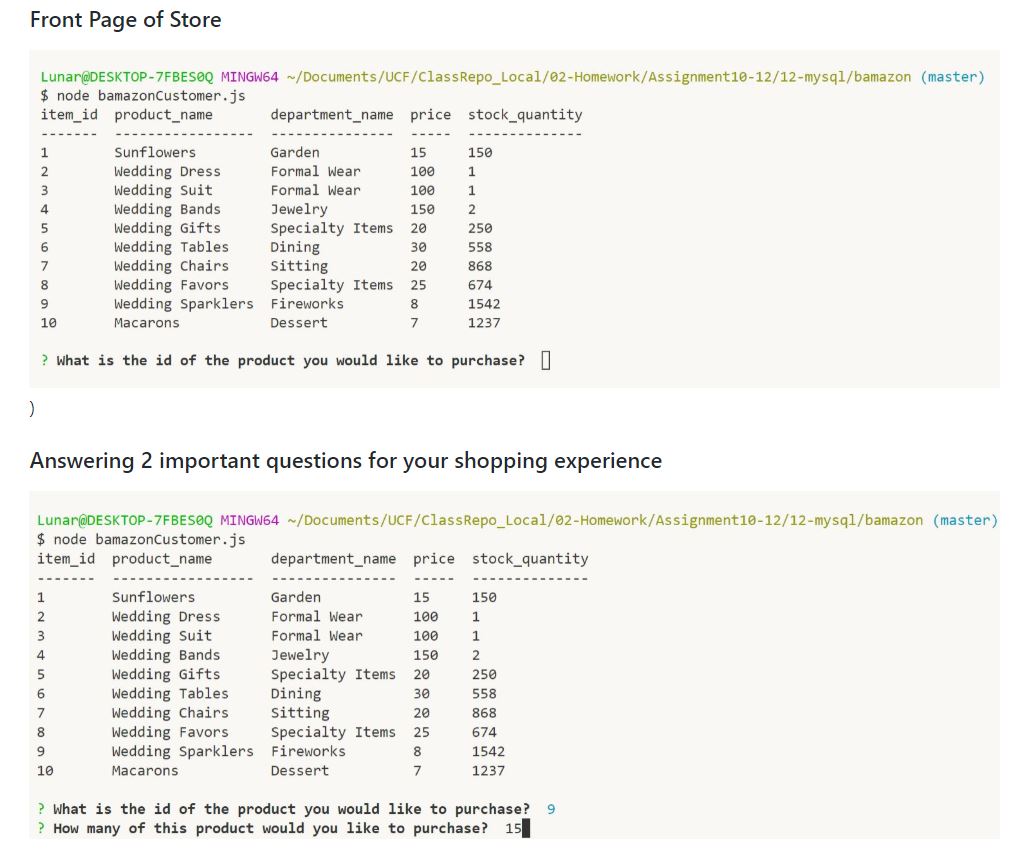 Front Page of Store
Lunar@DESKTOP-7FBES0Q MINGW64 ~/Documents/UCF/ClassRepo_Local/02-Homework/Assignment10-12/12-mysql/bamazon (master)
$ node bamazonCustomer.js
item_id product_name department_name price stock_quantity
------- ----------------- --------------- ----- --------------
1 Sunflowers Garden 15 150
2 Wedding Dress Formal Wear 100 1
3 Wedding Suit Formal Wear 100 1
4 Wedding Bands Jewelry 150 2
5 Wedding Gifts Specialty Items 20 250
6 Wedding Tables Dining 30 558
7 Wedding Chairs Sitting 20 868
8 Wedding Favors Specialty Items 25 674
9 Wedding Sparklers Fireworks 8 1542
10 Macarons Dessert 7 1237
? What is the id of the product you would like to purchase?
)
Answering 2 important questions for your shopping experience
Lunar@DESKTOP-7FBES0Q MINGW64 ~/Documents/UCF/ClassRepo_Local/02-Homework/Assignment10-12/12-mysql/bamazon (master)
$ node bamazonCustomer.js
item_id product_name department_name price stock_quantity
------- ----------------- --------------- ----- --------------
1 Sunflowers Garden 15 150
2 Wedding Dress Formal Wear 100 1
3 Wedding Suit Formal Wear 100 1
4 Wedding Bands Jewelry 150 2
5 Wedding Gifts Specialty Items 20 250
6 Wedding Tables Dining 30 558
7 Wedding Chairs Sitting 20 868
8 Wedding Favors Specialty Items 25 674
9 Wedding Sparklers Fireworks 8 1542
10 Macarons Dessert 7 1237
? What is the id of the product you would like to purchase? 9
? How many of this product would you like to purchase? 15